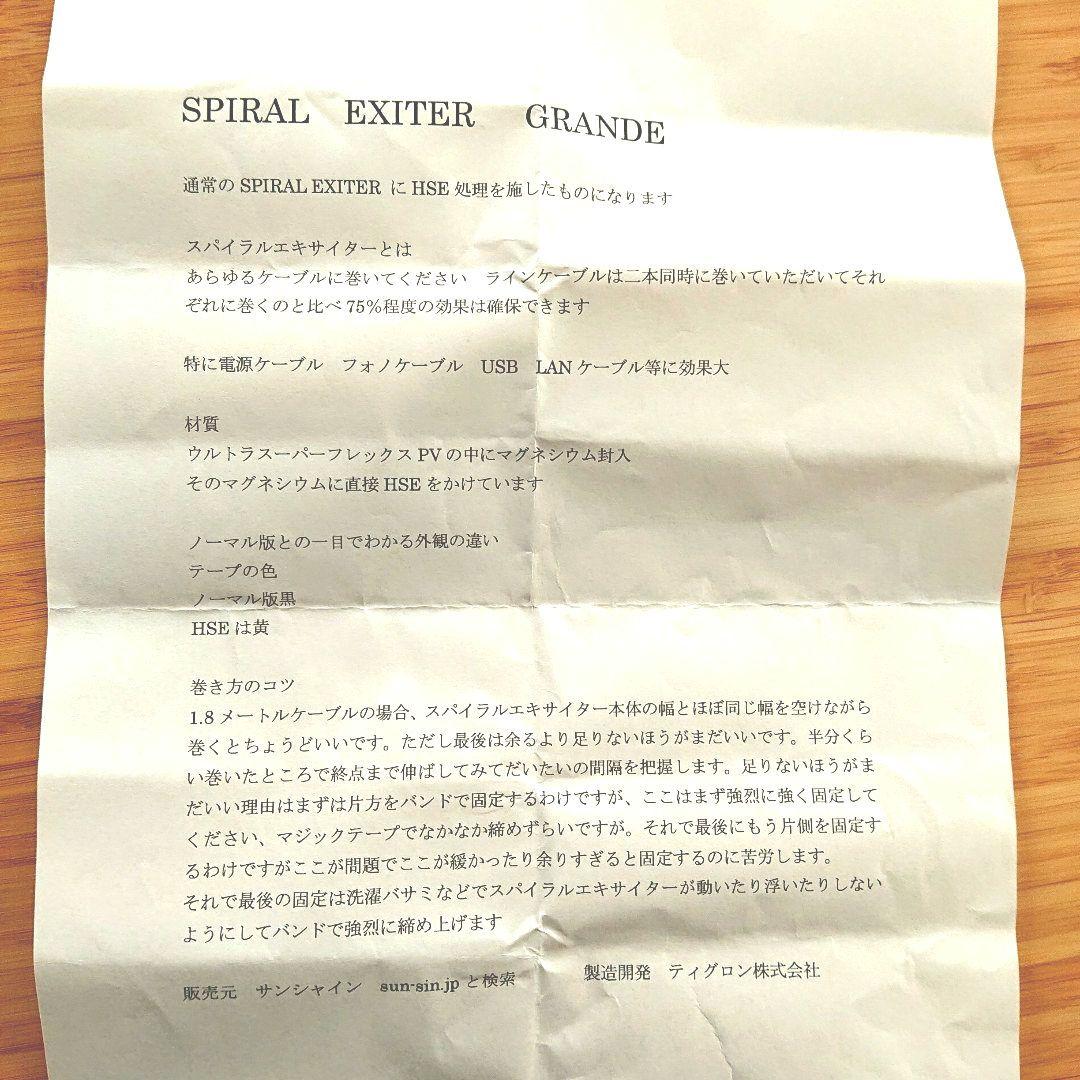 SPIRAL EXITER GRANDE
通常の SPIRAL EXITER に HSE 処理を施したものになります
スパイラルエキサイターとは
あらゆるケーブルに巻いてください ラインケーブルは二本同時に巻いていただいてそれ
ぞれに巻くのと比べ 75%程度の効果は確保できます
特に電源ケーブル フォノケーブル USB LAN ケーブル等に効果大
材質
ウルトラスーパーフレックス PV の中にマグネシウム封入
そのマグネシウムに直接 HSE をかけています
ノーマル版との一目でわかる外観の違い
テープの色
ノーマル版黒
HSE は黄
巻き方のコツ
1.8 メートルケーブルの場合、スパイラルエキサイター本体の幅とほぼ同じ幅を空けながら
巻くとちょうどいいです。ただし最後は余るより足りないほうがまだいいです。半分くら
い巻いたところで終点まで伸ばしてみてだいたいの間隔を把握します。足りないほうがま
だいい理由はまずは片方をバンドで固定するわけですが、ここはまず強烈に強く固定して
ください、マジックテープでなかなか締めずらいですが。それで最後にもう片側を固定す
るわけですがここが問題でここが緩かったり余りすぎると固定するのに苦労します。
それで最後の固定は洗濯バサミなどでスパイラルエキサイターが動いたり浮いたりしない
ようにしてバンドで強烈に締め上げます
販売元 サンシャイン sun-sin.jp と検索 製造開発 ティグロン株式会社